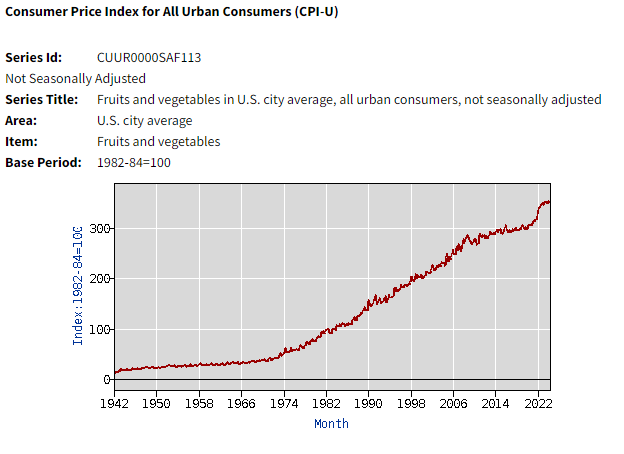 Consumer Price Index for All Urban Consumers (CPI-U)
Series Id: CUUR0000SAF113
Not Seasonally Adjusted
Series Title: Fruits and vegetables in U.S. city average, all urban consumers, not seasonally adjusted
Area: U.S. city average
Item: Fruits and vegetables
Base Period: 1982-84=100
Index:1982-84=100
300
200
100
0
1942 1950 1958 1966 1974 1982 1990 1998 2006 2014 2022
Month